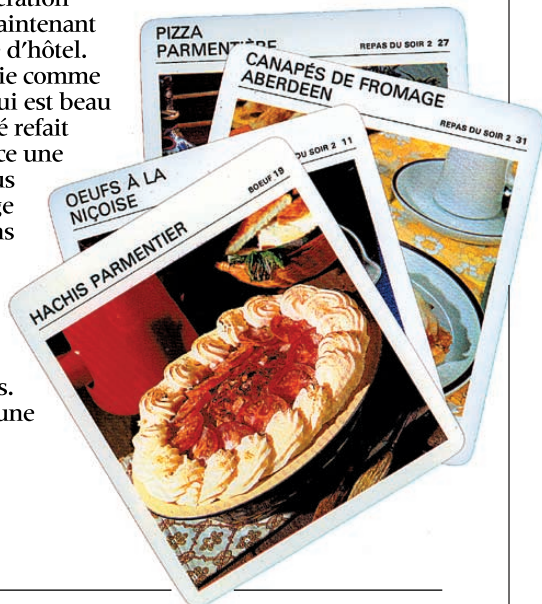 ération
aintenant
d'hôtel.
ie comme
ui est beau
é refait
ce une
us
ge
ns
s.
une
PIZZA
PARMENTIÈRE
REPAS DU SOIR 2 27
CANAPÉS DE FROMAGE
ABERDEEN
REPAS DU SOIR 2 31
OEUFS À LA
NIÇOISE
DU SOIR 2 11
HACHIS PARMENTIER
BOEUF 19